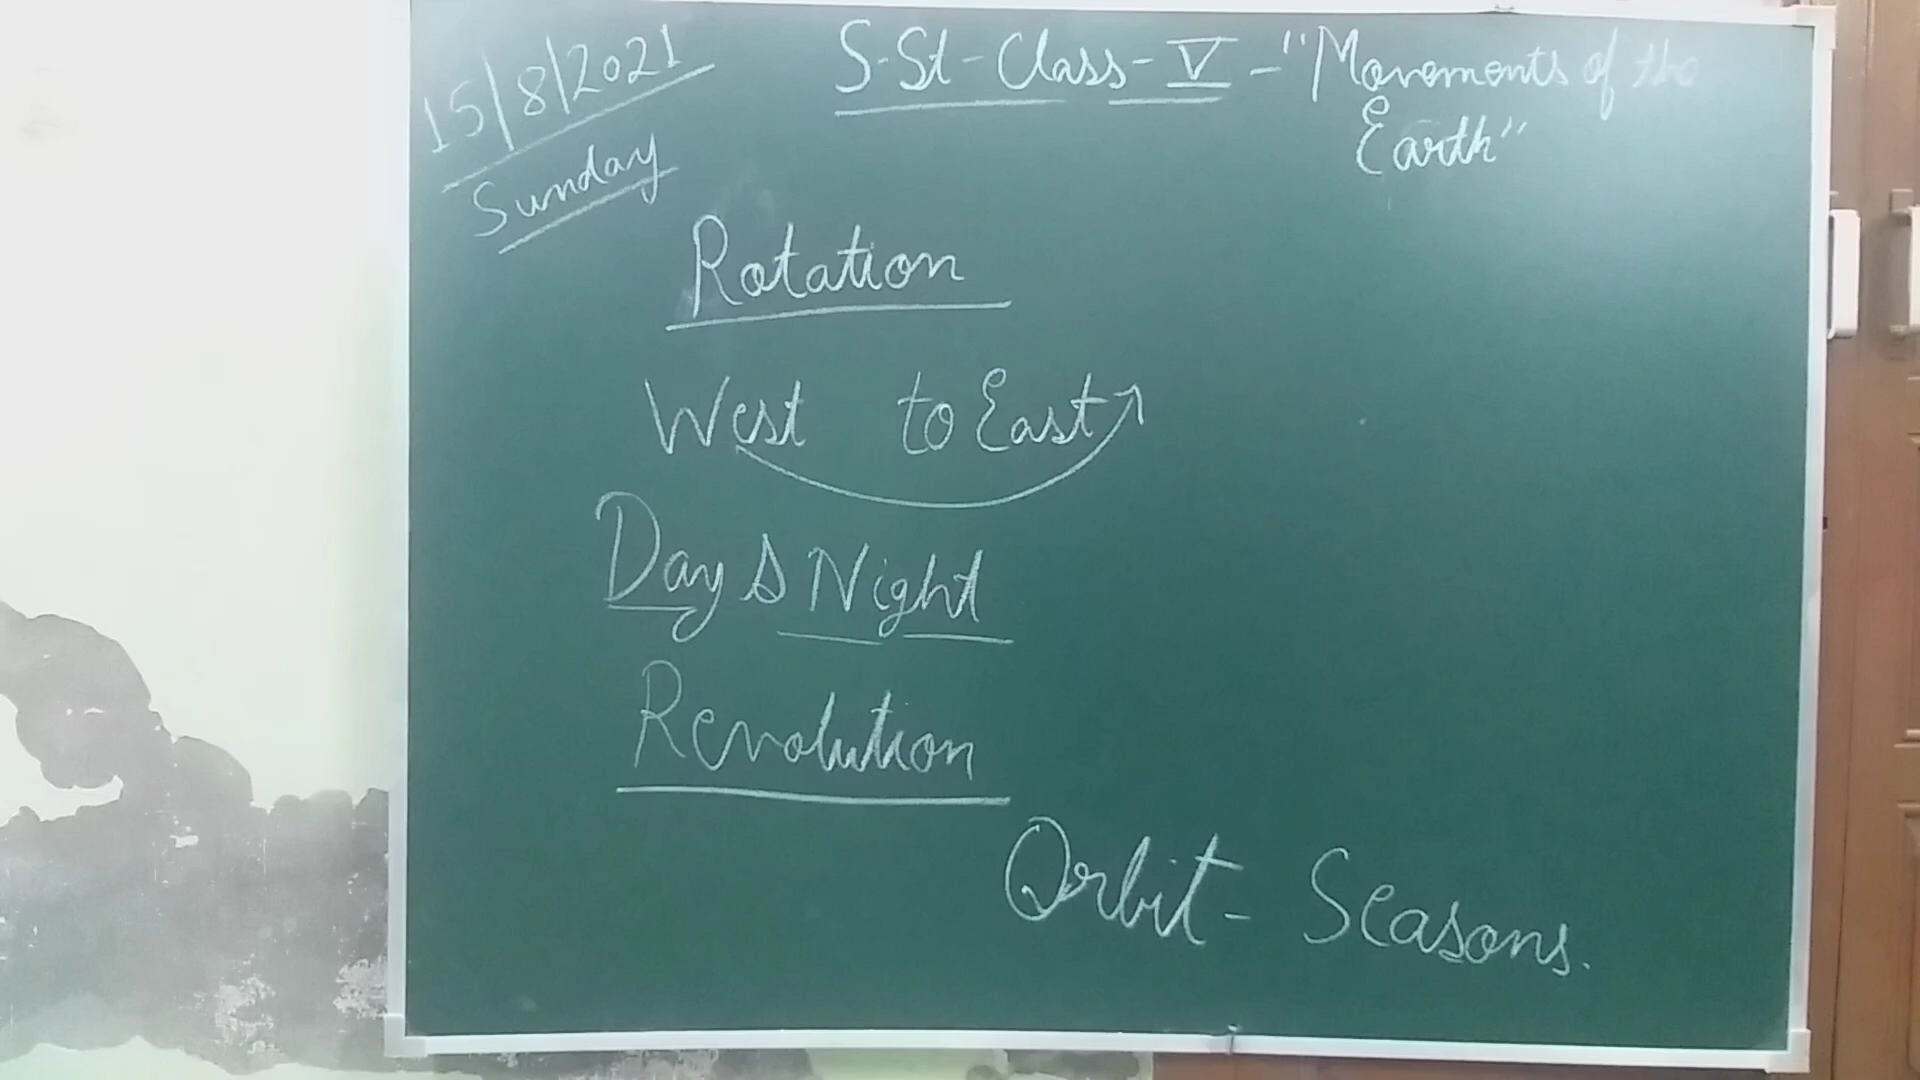 15/8/2021
Sunday
S.St-Class-V-"Movements of the
Earth"
Rotation
West to East
Day & Night
Revolution
Orbit- Seasons.